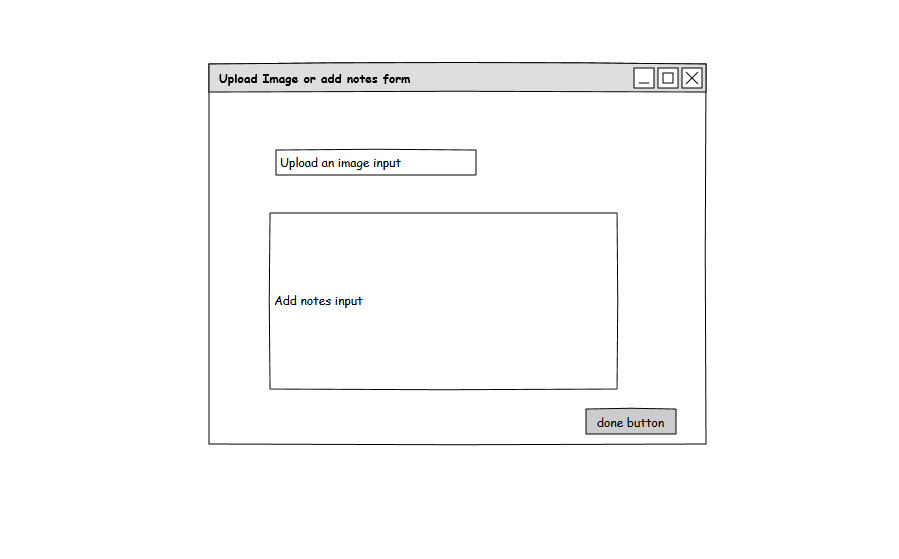 Upload Image or add notes form
Upload an image input
Add notes input
done button